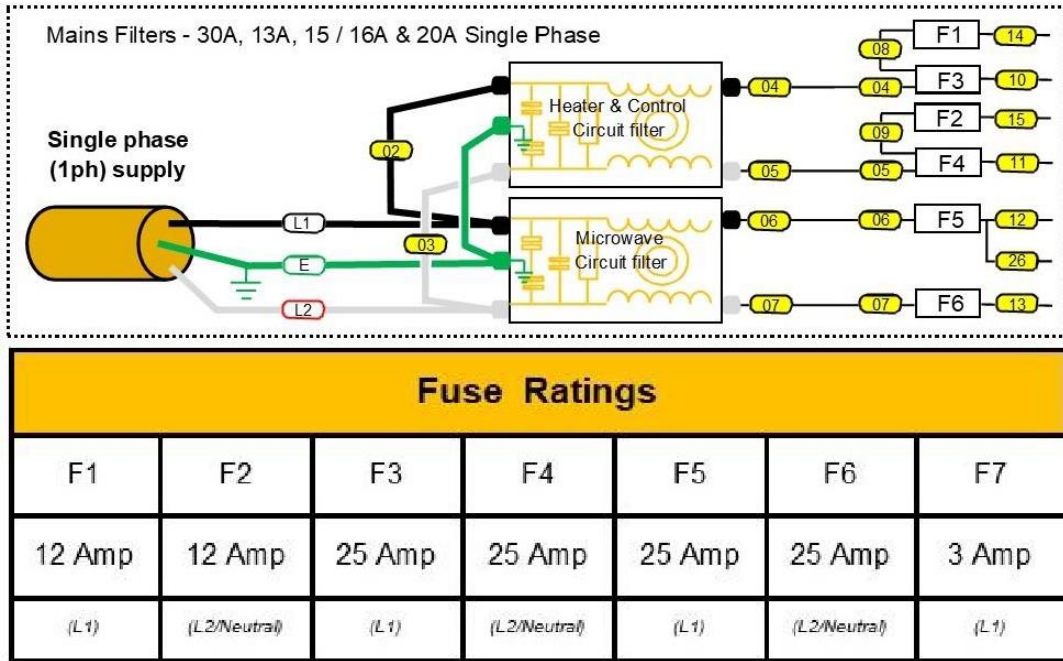 Mains Filters - 30A, 13A, 15 / 16A & 20A Single Phase
F1
14
08
04
04
F3
10
Heater & Control
Circuit filter
F2
15
09
02
05
05
F4
11
Single phase
(1ph) supply
L1
06
06
F5
12
03
Microwave
Circuit filter
E
26
L2
07
07
F6
13
Fuse Ratings
F1 F2 F3 F4 F5 F6 F7
12 Amp 12 Amp 25 Amp 25 Amp 25 Amp 25 Amp 3 Amp
(L1) (L2/Neutral) (L1) (L2/Neutral) (L1) (L2/Neutral) (L1)